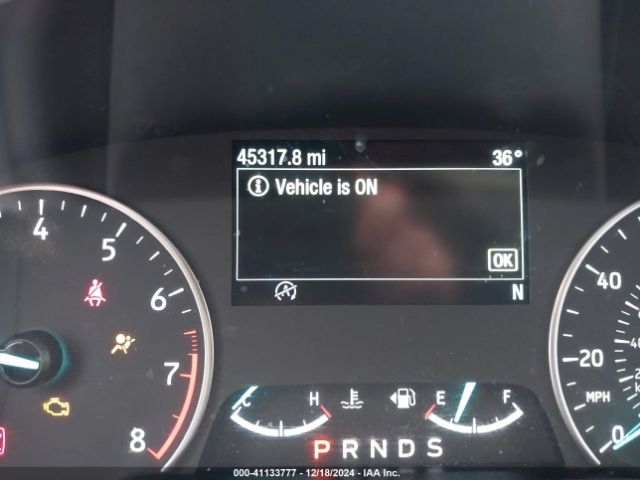 45317.8 mi 36°
Vehicle is ON
OK
N
4
5
6
7
8
40
20
MPH
0
C H E F
P R N D S
000-41133777 - 12/18/2024 - IAA Inc.